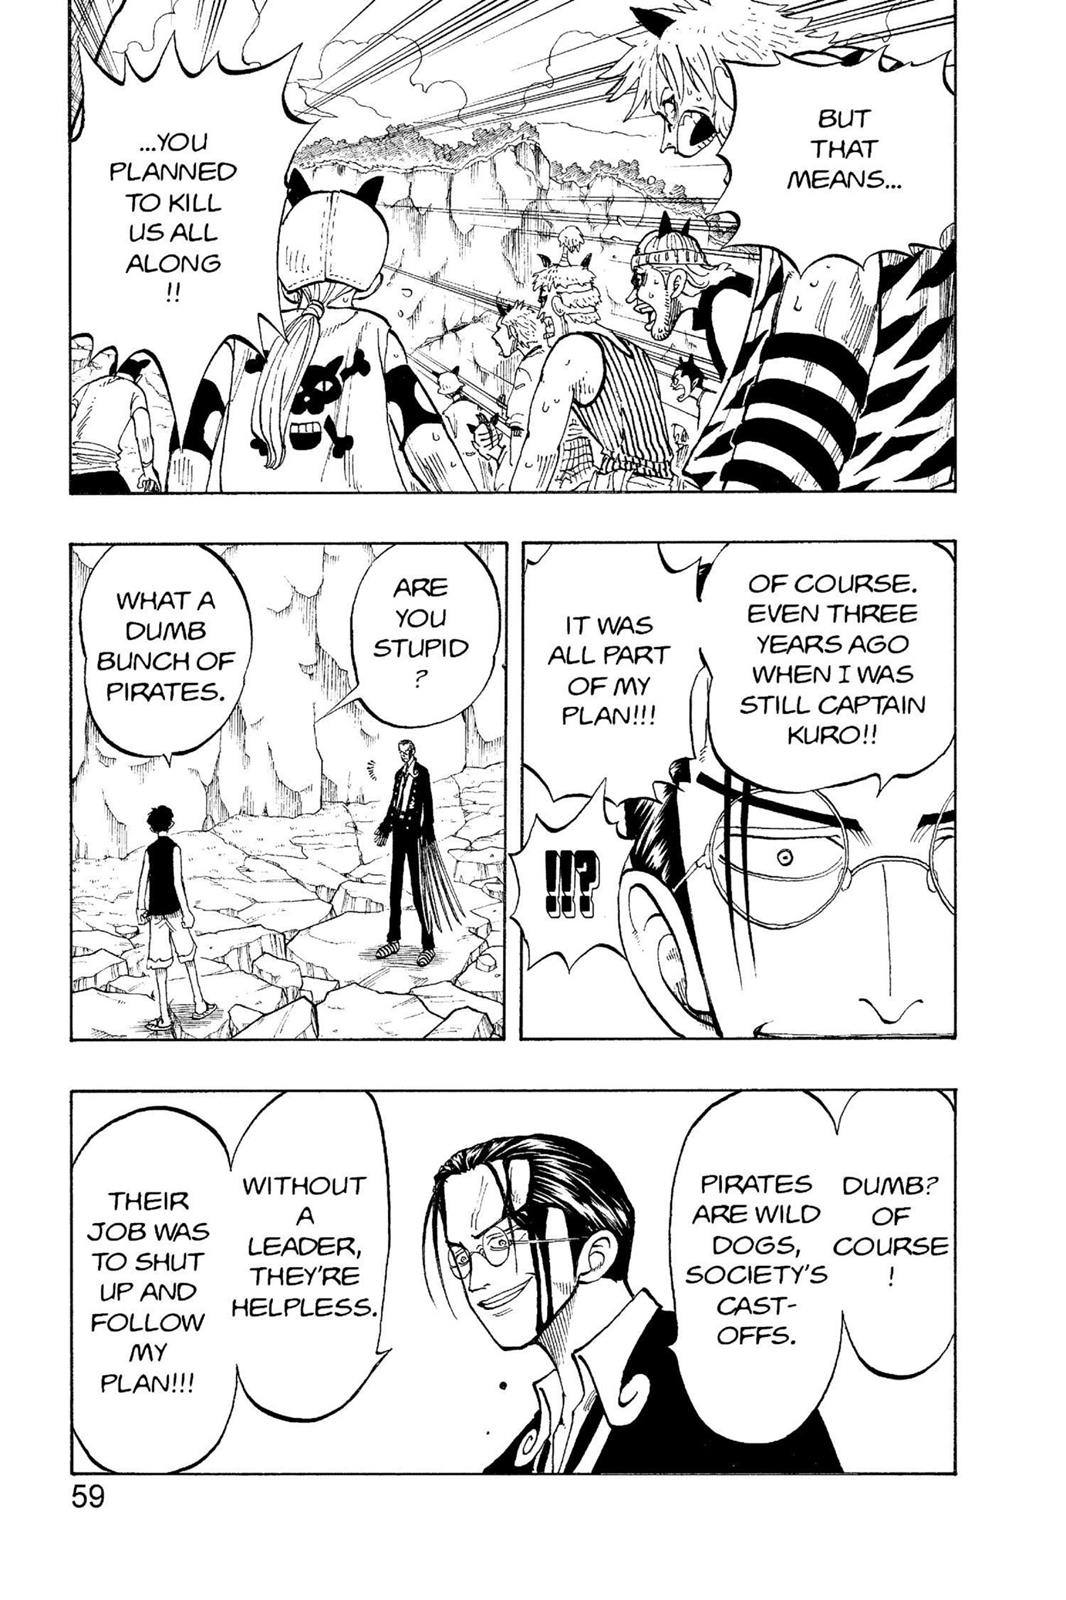 BUT
THAT
MEANS...
...YOU
PLANNED
TO KILL
US ALL
ALONG
!!
OF COURSE.
EVEN THREE
YEARS AGO
WHEN I WAS
STILL CAPTAIN
KURO!!
IT WAS
ALL PART
OF MY
PLAN!!!
!!?
ARE
YOU
STUPID
?
WHAT A
DUMB
BUNCH OF
PIRATES.
DUMB?
OF
COURSE
!
PIRATES
ARE WILD
DOGS,
SOCIETY'S
CAST-
OFFS.
WITHOUT
A
LEADER,
THEY'RE
HELPLESS.
THEIR
JOB WAS
TO SHUT
UP AND
FOLLOW
MY
PLAN!!!
59